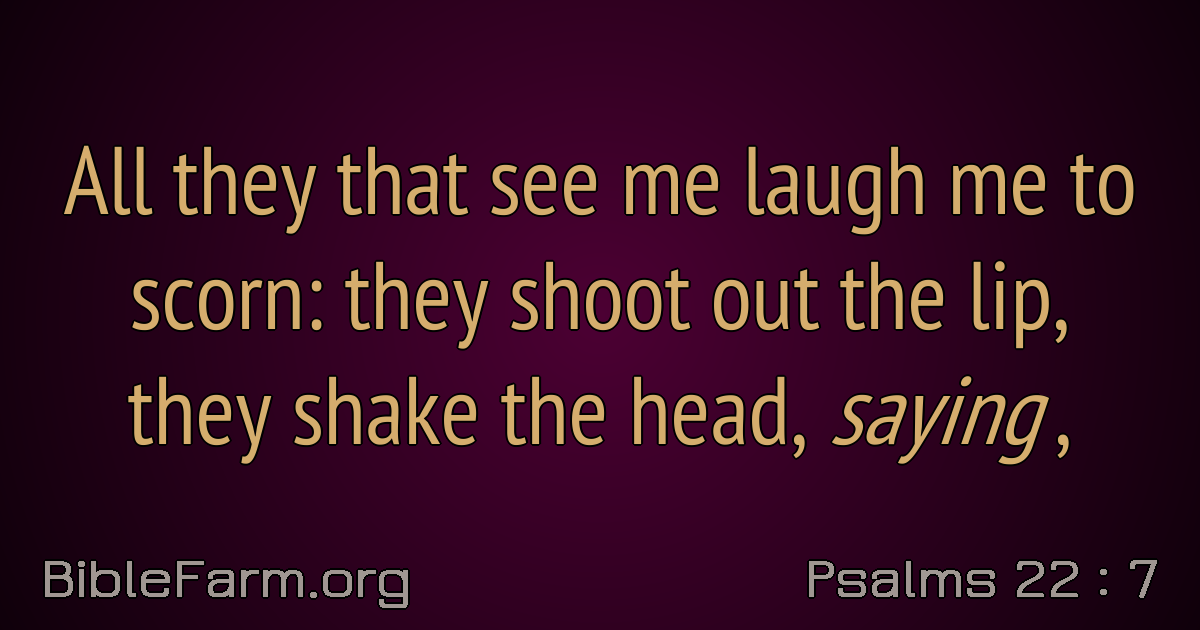 All they that see me laugh me to
scorn: they shoot out the lip,
they shake the head, saying ,
BibleFarm.org
Psalms 22 : 7